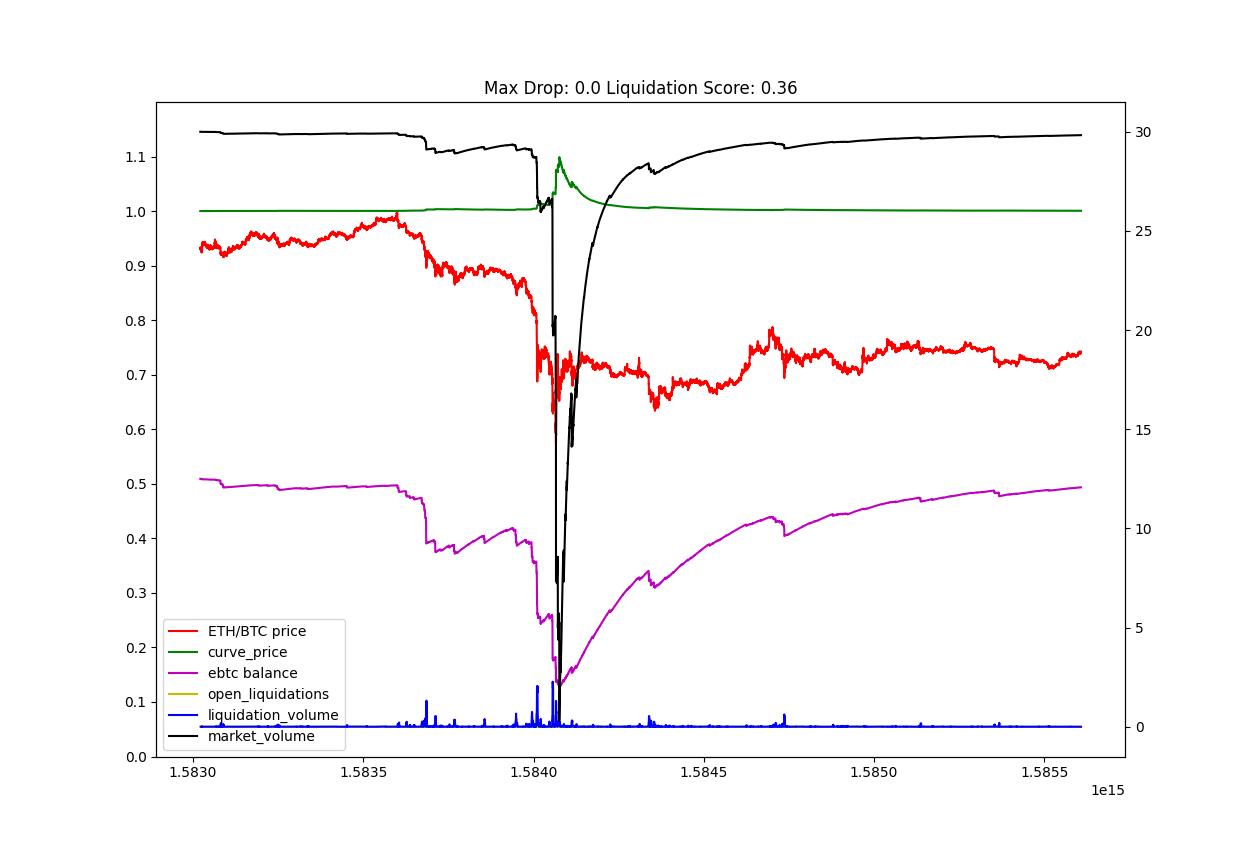 Max Drop: 0.0 Liquidation Score: 0.36
1.1
1.0
0.9
0.8
0.7
0.6
0.5
0.4
0.3
0.2
0.1
0.0
30
25
20
15
10
5
0
ETH/BTC price
curve_price
ebtc balance
open_liquidations
liquidation_volume
market_volume
1.5830 1.5835 1.5840 1.5845 1.5850 1.5855
1e15